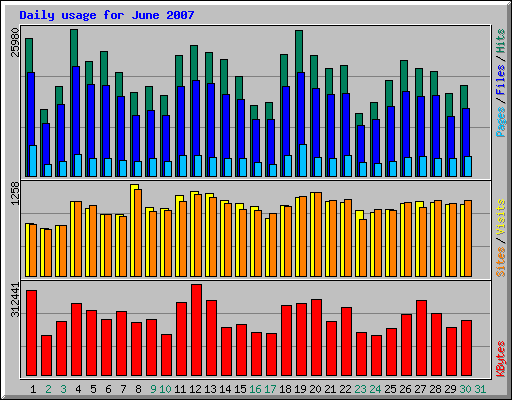 Daily usage for June 2007
25980
Pages / Files / Hits
1258
Sites / Visits
312441
KBytes
1 2 3 4 5 6 7 8 9 10 11 12 13 14 15 16 17 18 19 20 21 22 23 24 25 26 27 28 29 30 31